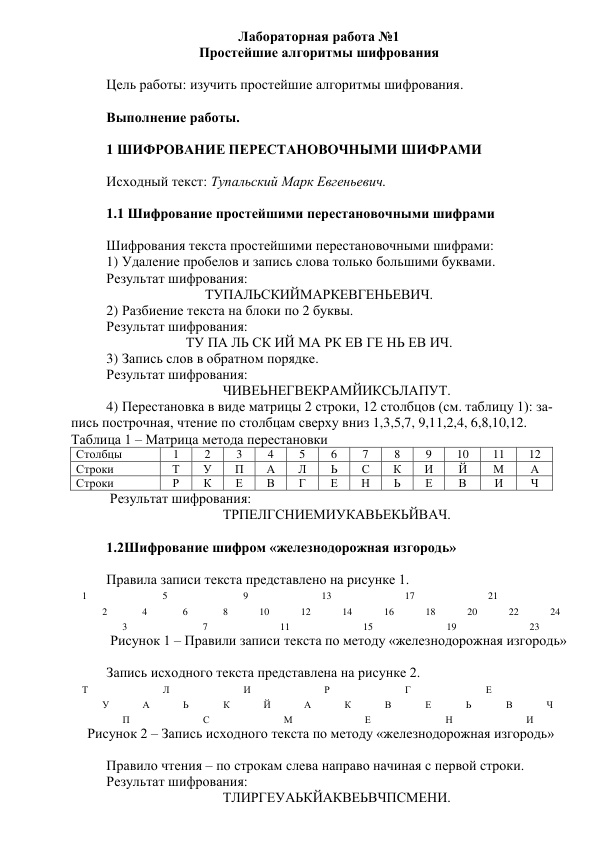 Лабораторная работа №1
Простейшие алгоритмы шифрования
Цель работы: изучить простейшие алгоритмы шифрования.
Выполнение работы.
1 ШИФРОВАНИЕ ПЕРЕСТАНОВОЧНЫМИ ШИФРАМИ
Исходный текст: Тупальский Марк Евгеньевич.
1.1 Шифрование простейшими перестановочными шифрами
Шифрования текста простейшими перестановочными шифрами:
1) Удаление пробелов и запись слова только большими буквами.
Результат шифрования:
ТУПАЛЬСКИЙМАРКЕВГЕНЬЕВИЧ.
2) Разбиение текста на блоки по 2 буквы.
Результат шифрования:
ТУ ПА ЛЬ СК ИЙ МА РК ЕВ ГЕ НЬ ЕВ ИЧ.
3) Запись слов в обратном порядке.
Результат шифрования:
ЧИВЕЬНЕГВЕКРАМЙИКСЬЛАПУТ.
4) Перестановка в виде матрицы 2 строки, 12 столбцов (см. таблицу 1): за-
пись построчная, чтение по столбцам сверху вниз 1,3,5,7, 9,11,2,4, 6,8,10,12.
Таблица 1 – Матрица метода перестановки
Столбцы 1 2 3 4 5 6 7 8 9 10 11 12
Строки Т У П А Л Ь С К И Й М А
Строки Р К Е В Г Е Н Ь Е В И Ч
Результат шифрования:
ТРПЕЛГСНИЕМИУКАВЬЕКЬЙВАЧ.
1.2Шифрование шифром «железнодорожная изгородь»
Правила записи текста представлено на рисунке 1.
1 5 9 13 17 21
2 4 6 8 10 12 14 16 18 20 22 24
3 7 11 15 19 23
Рисунок 1 – Правили записи текста по методу «железнодорожная изгородь»
Запись исходного текста представлена на рисунке 2.
Т Л И Р Г Е
У А Ь К Й А К В Е Ь В Ч
П С М Е Н И
Рисунок 2 – Запись исходного текста по методу «железнодорожная изгородь»
Правило чтения – по строкам слева направо начиная с первой строки.
Результат шифрования:
ТЛИРГЕУАЬКЙАКВЕЬВЧПСМЕНИ.